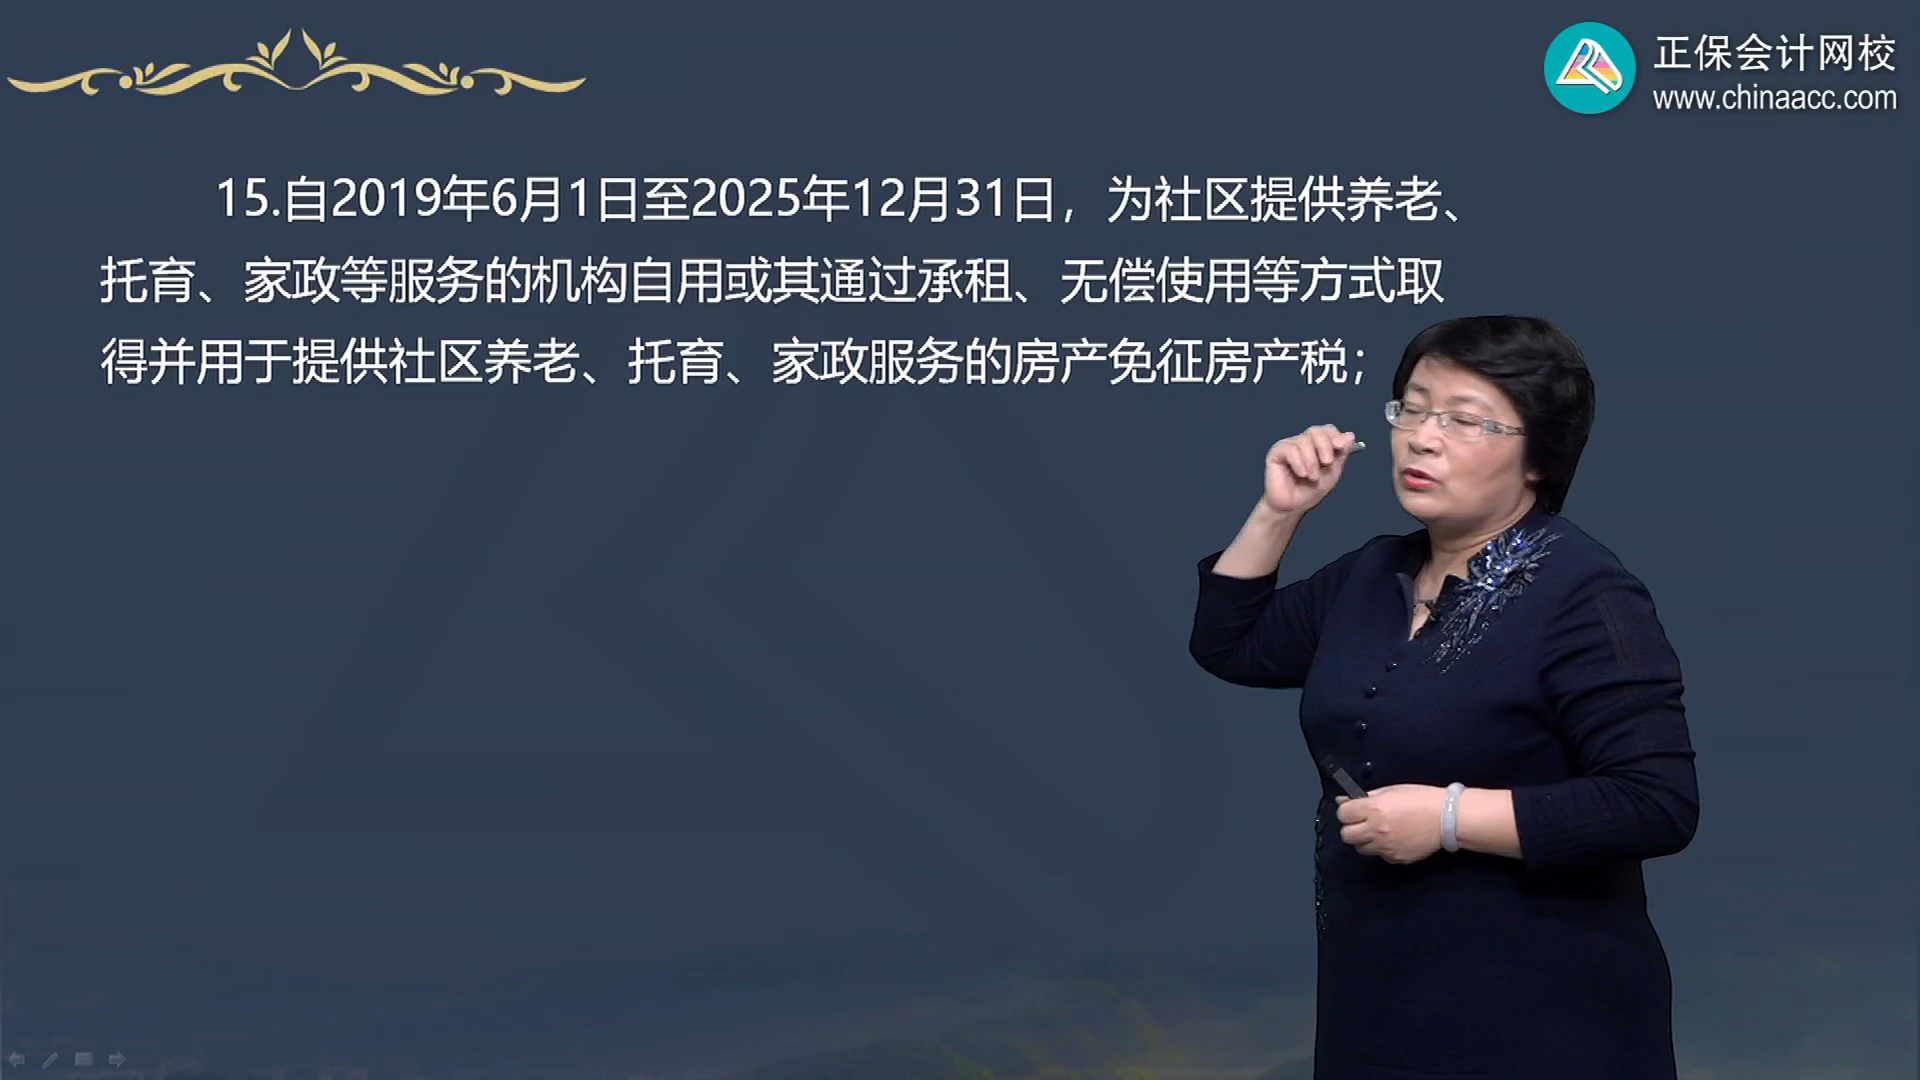 正保会计网校
www.chinaacc.com
15.自2019年6月1日至2025年12月31日，为社区提供养老、
托育、家政等服务的机构自用或其通过承租、无偿使用等方式取
得并用于提供社区养老、托育、家政服务的房产免征房产税；